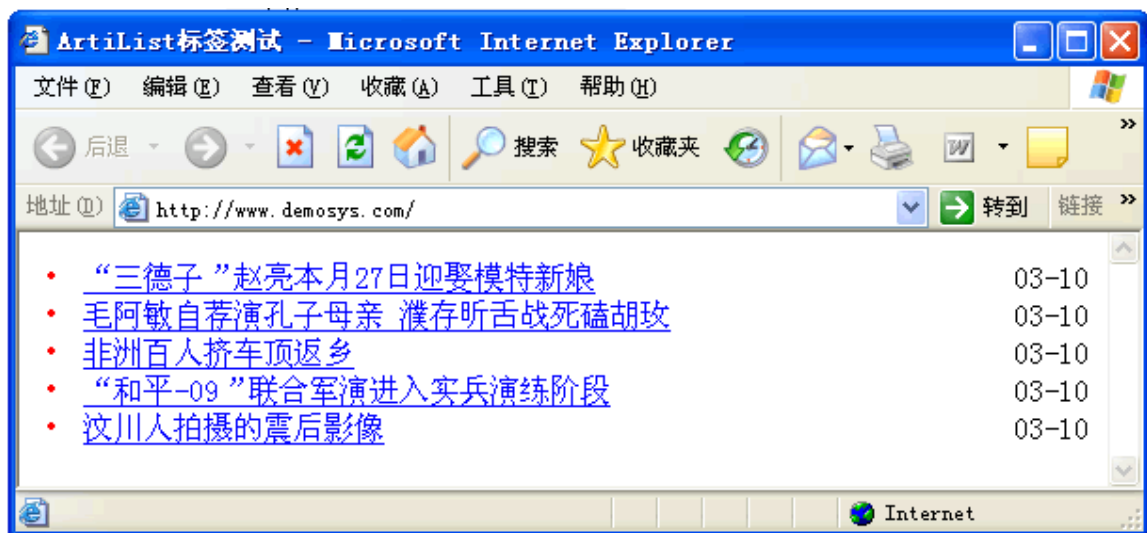 ArtiList标签测试 - Microsoft Internet Explorer
文件(F) 编辑(E) 查看(V) 收藏(A) 工具(T) 帮助(H)
后退 搜索 收藏夹 W »
地址(D) http://www.demosys.com/ 转到 链接 »
• “三德子”赵亮本月27日迎娶模特新娘 03-10
• 毛阿敏自荐演孔子母亲 濮存昕舌战死磕胡玫 03-10
• 非洲百人挤车顶返乡 03-10
• “和平-09”联合军演进入实兵演练阶段 03-10
• 汶川人拍摄的震后影像 03-10
Internet